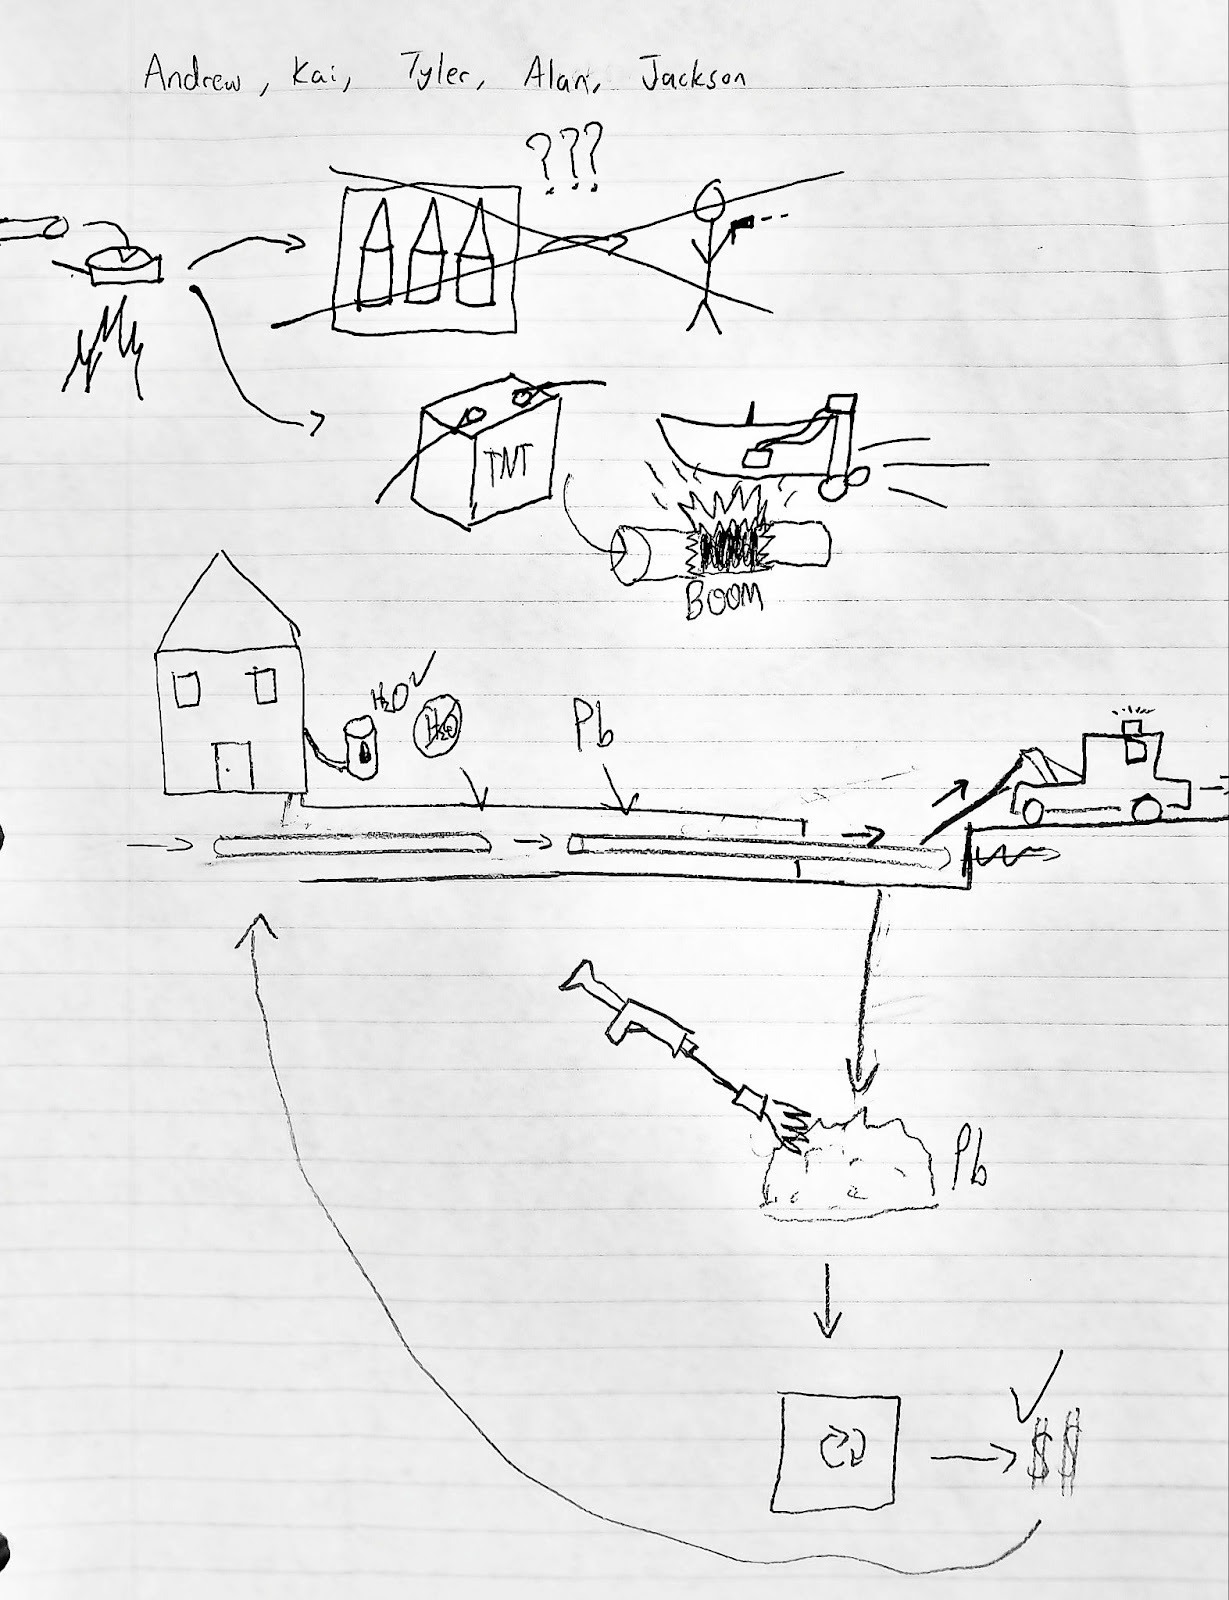 Andrew, Kai, Tyler, Alan, Jackson
???
TNT
BOOM
H2O ✓
H2O
Pb
Pb
✓
$$